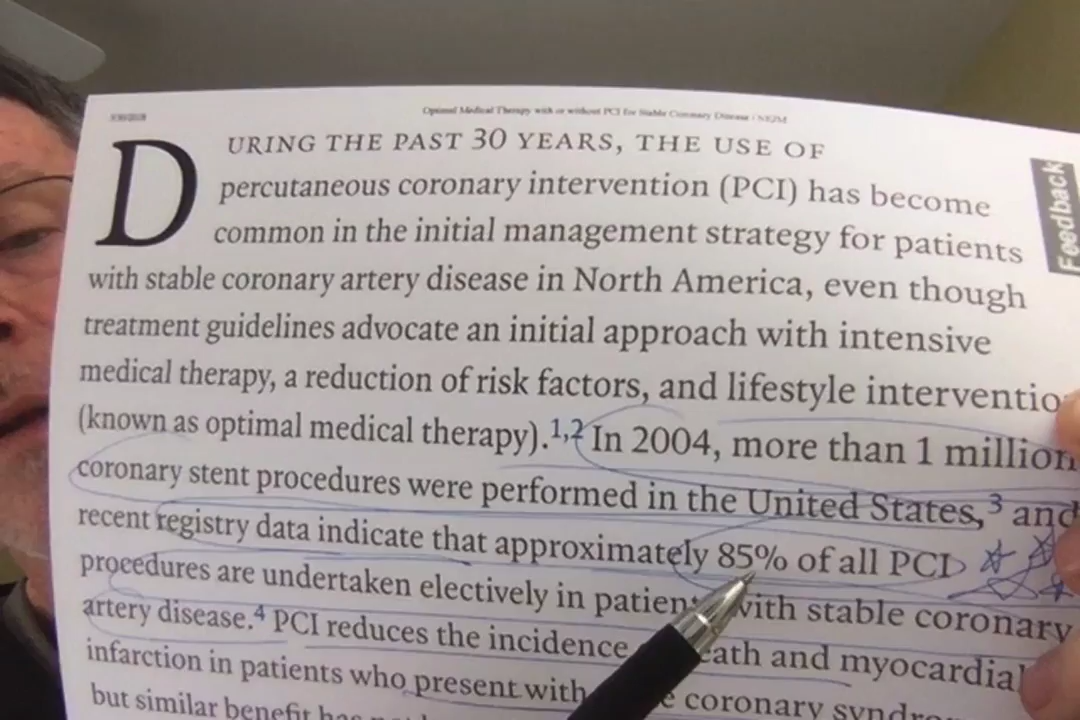 Optimal Medical Therapy with or without PCI for Stable Coronary Disease | NEJM
DURING THE PAST 30 YEARS, THE USE OF
percutaneous coronary intervention (PCI) has become
common in the initial management strategy for patients
with stable coronary artery disease in North America, even though
treatment guidelines advocate an initial approach with intensive
medical therapy, a reduction of risk factors, and lifestyle interventio
(known as optimal medical therapy).1,2 In 2004, more than 1 million
coronary stent procedures were performed in the United States,3 and
recent registry data indicate that approximately 85% of all PCI
procedures are undertaken electively in patient with stable coronary
artery disease.4 PCI reduces the incidence eath and myocardial
infarction in patients who present with e coronary syndro
but similar benefit has
Feedback